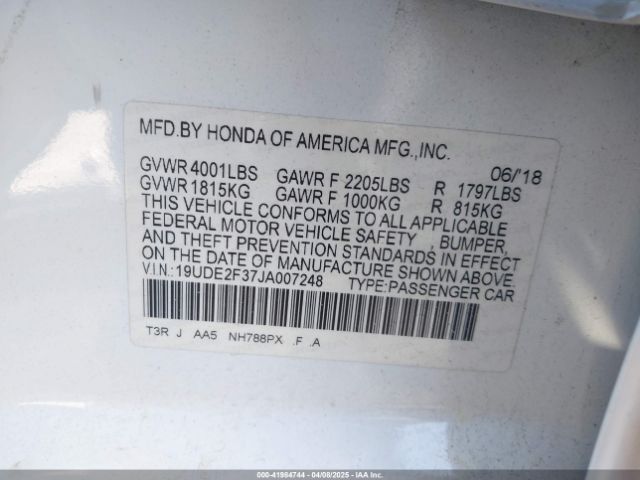 MFD.BY HONDA OF AMERICA MFG.,INC. 06/'18
GVWR 4001LBS GAWR F 2205LBS R 1797LBS
GVWR 1815KG GAWR F 1000KG R 815KG
THIS VEHICLE CONFORMS TO ALL APPLICABLE
FEDERAL MOTOR VEHICLE SAFETY BUMPER,
AND THEFT PREVENTION STANDARDS IN EFFECT
ON THE DATE OF MANUFACTURE SHOWN ABOVE.
V.I.N: 19UDE2F37JA007248 TYPE:PASSENGER CAR
T3R J AA5 NH788PX .F .A
000-41984744 | 04/08/2025 | IAA Inc.